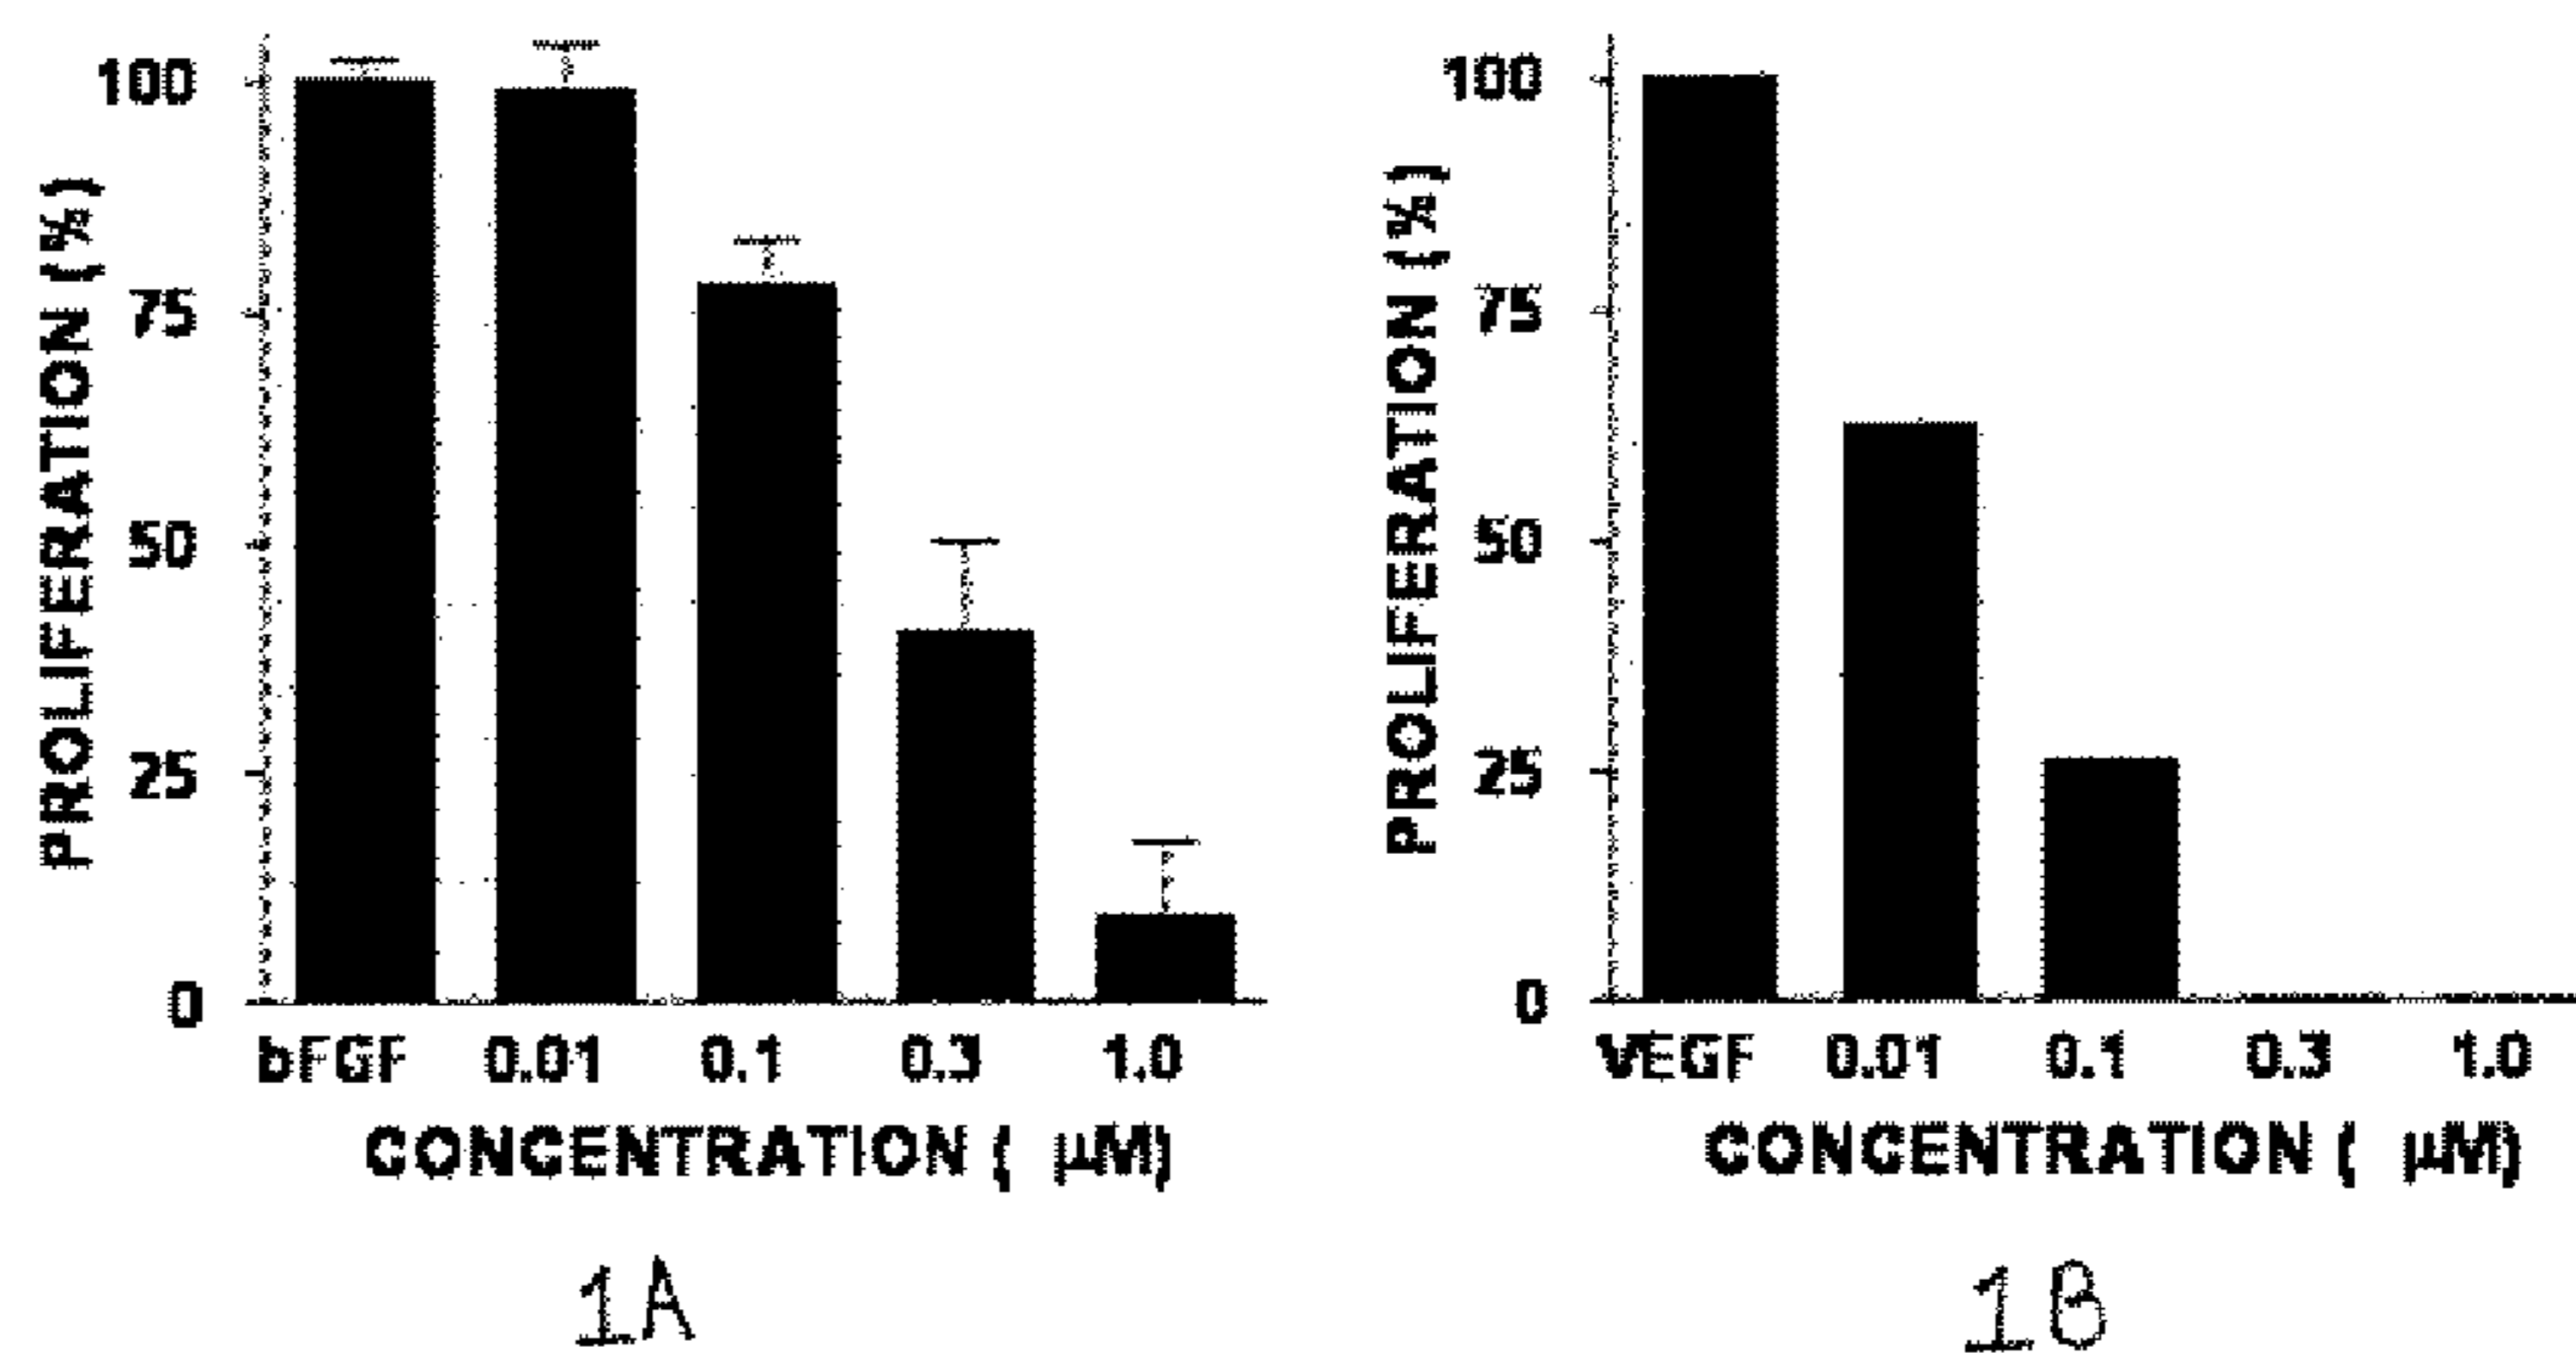 PROLIFERATION (%)
100
75
50
25
0
bFGF 0.01 0.1 0.3 1.0
CONCENTRATION ( μM)
1A
PROLIFERATION (%)
100
75
50
25
0
VEGF 0.01 0.1 0.3 1.0
CONCENTRATION ( μM)
1B